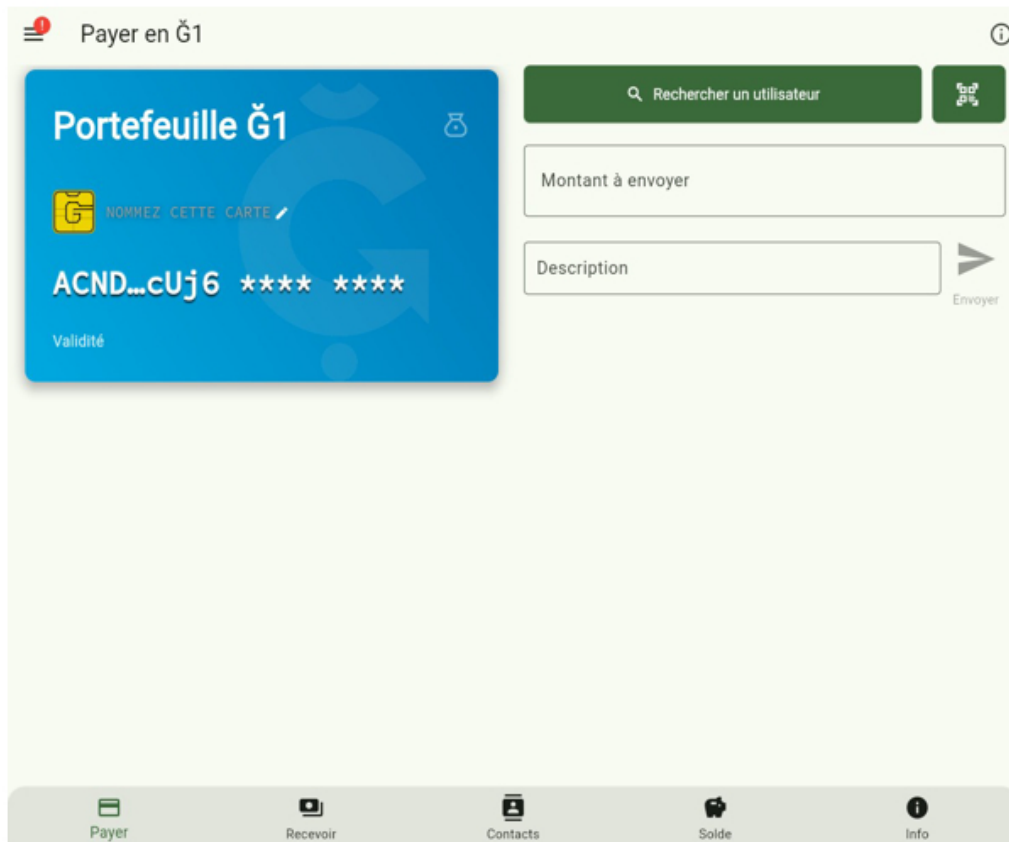 !
Payer en Ğ1
Portefeuille Ğ1
Ğ NOMMEZ CETTE CARTE
ACND…cUj6 **** ****
Validité
Rechercher un utilisateur
Montant à envoyer
Description
Envoyer
Payer
Recevoir
Contacts
Solde
Info